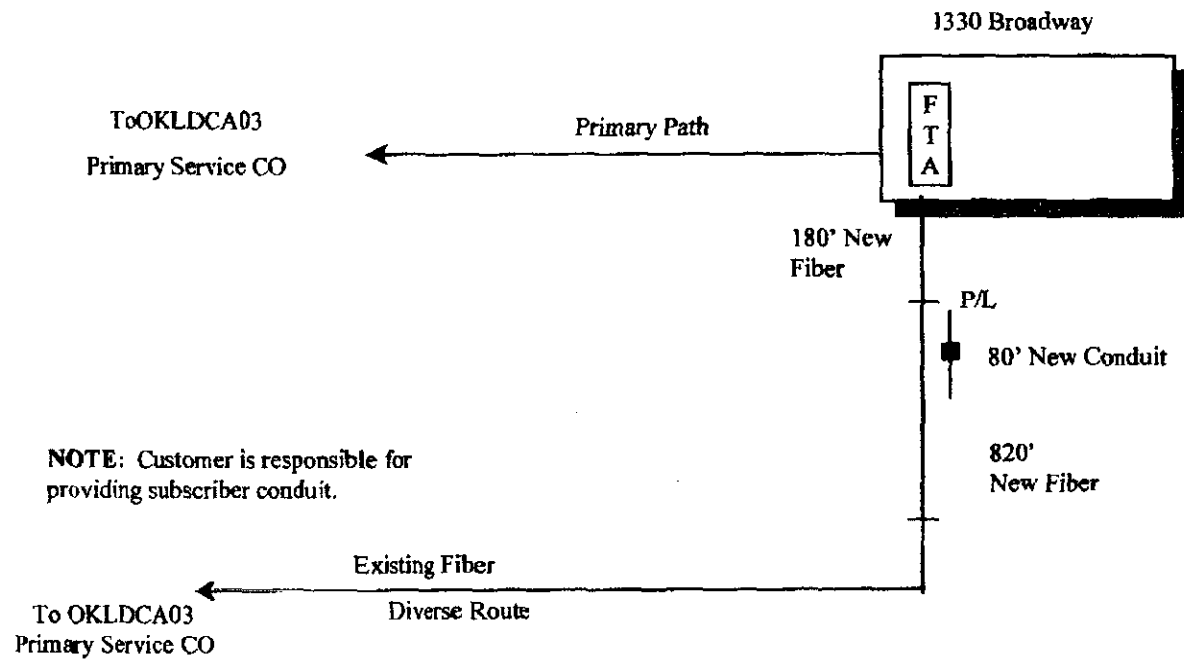 1330 Broadway
ToOKLDCA03
Primary Service CO
Primary Path
F
T
A
180' New
Fiber
P/L
80' New Conduit
820'
New Fiber
NOTE: Customer is responsible for
providing subscriber conduit.
Existing Fiber
Diverse Route
To OKLDCA03
Primary Service CO